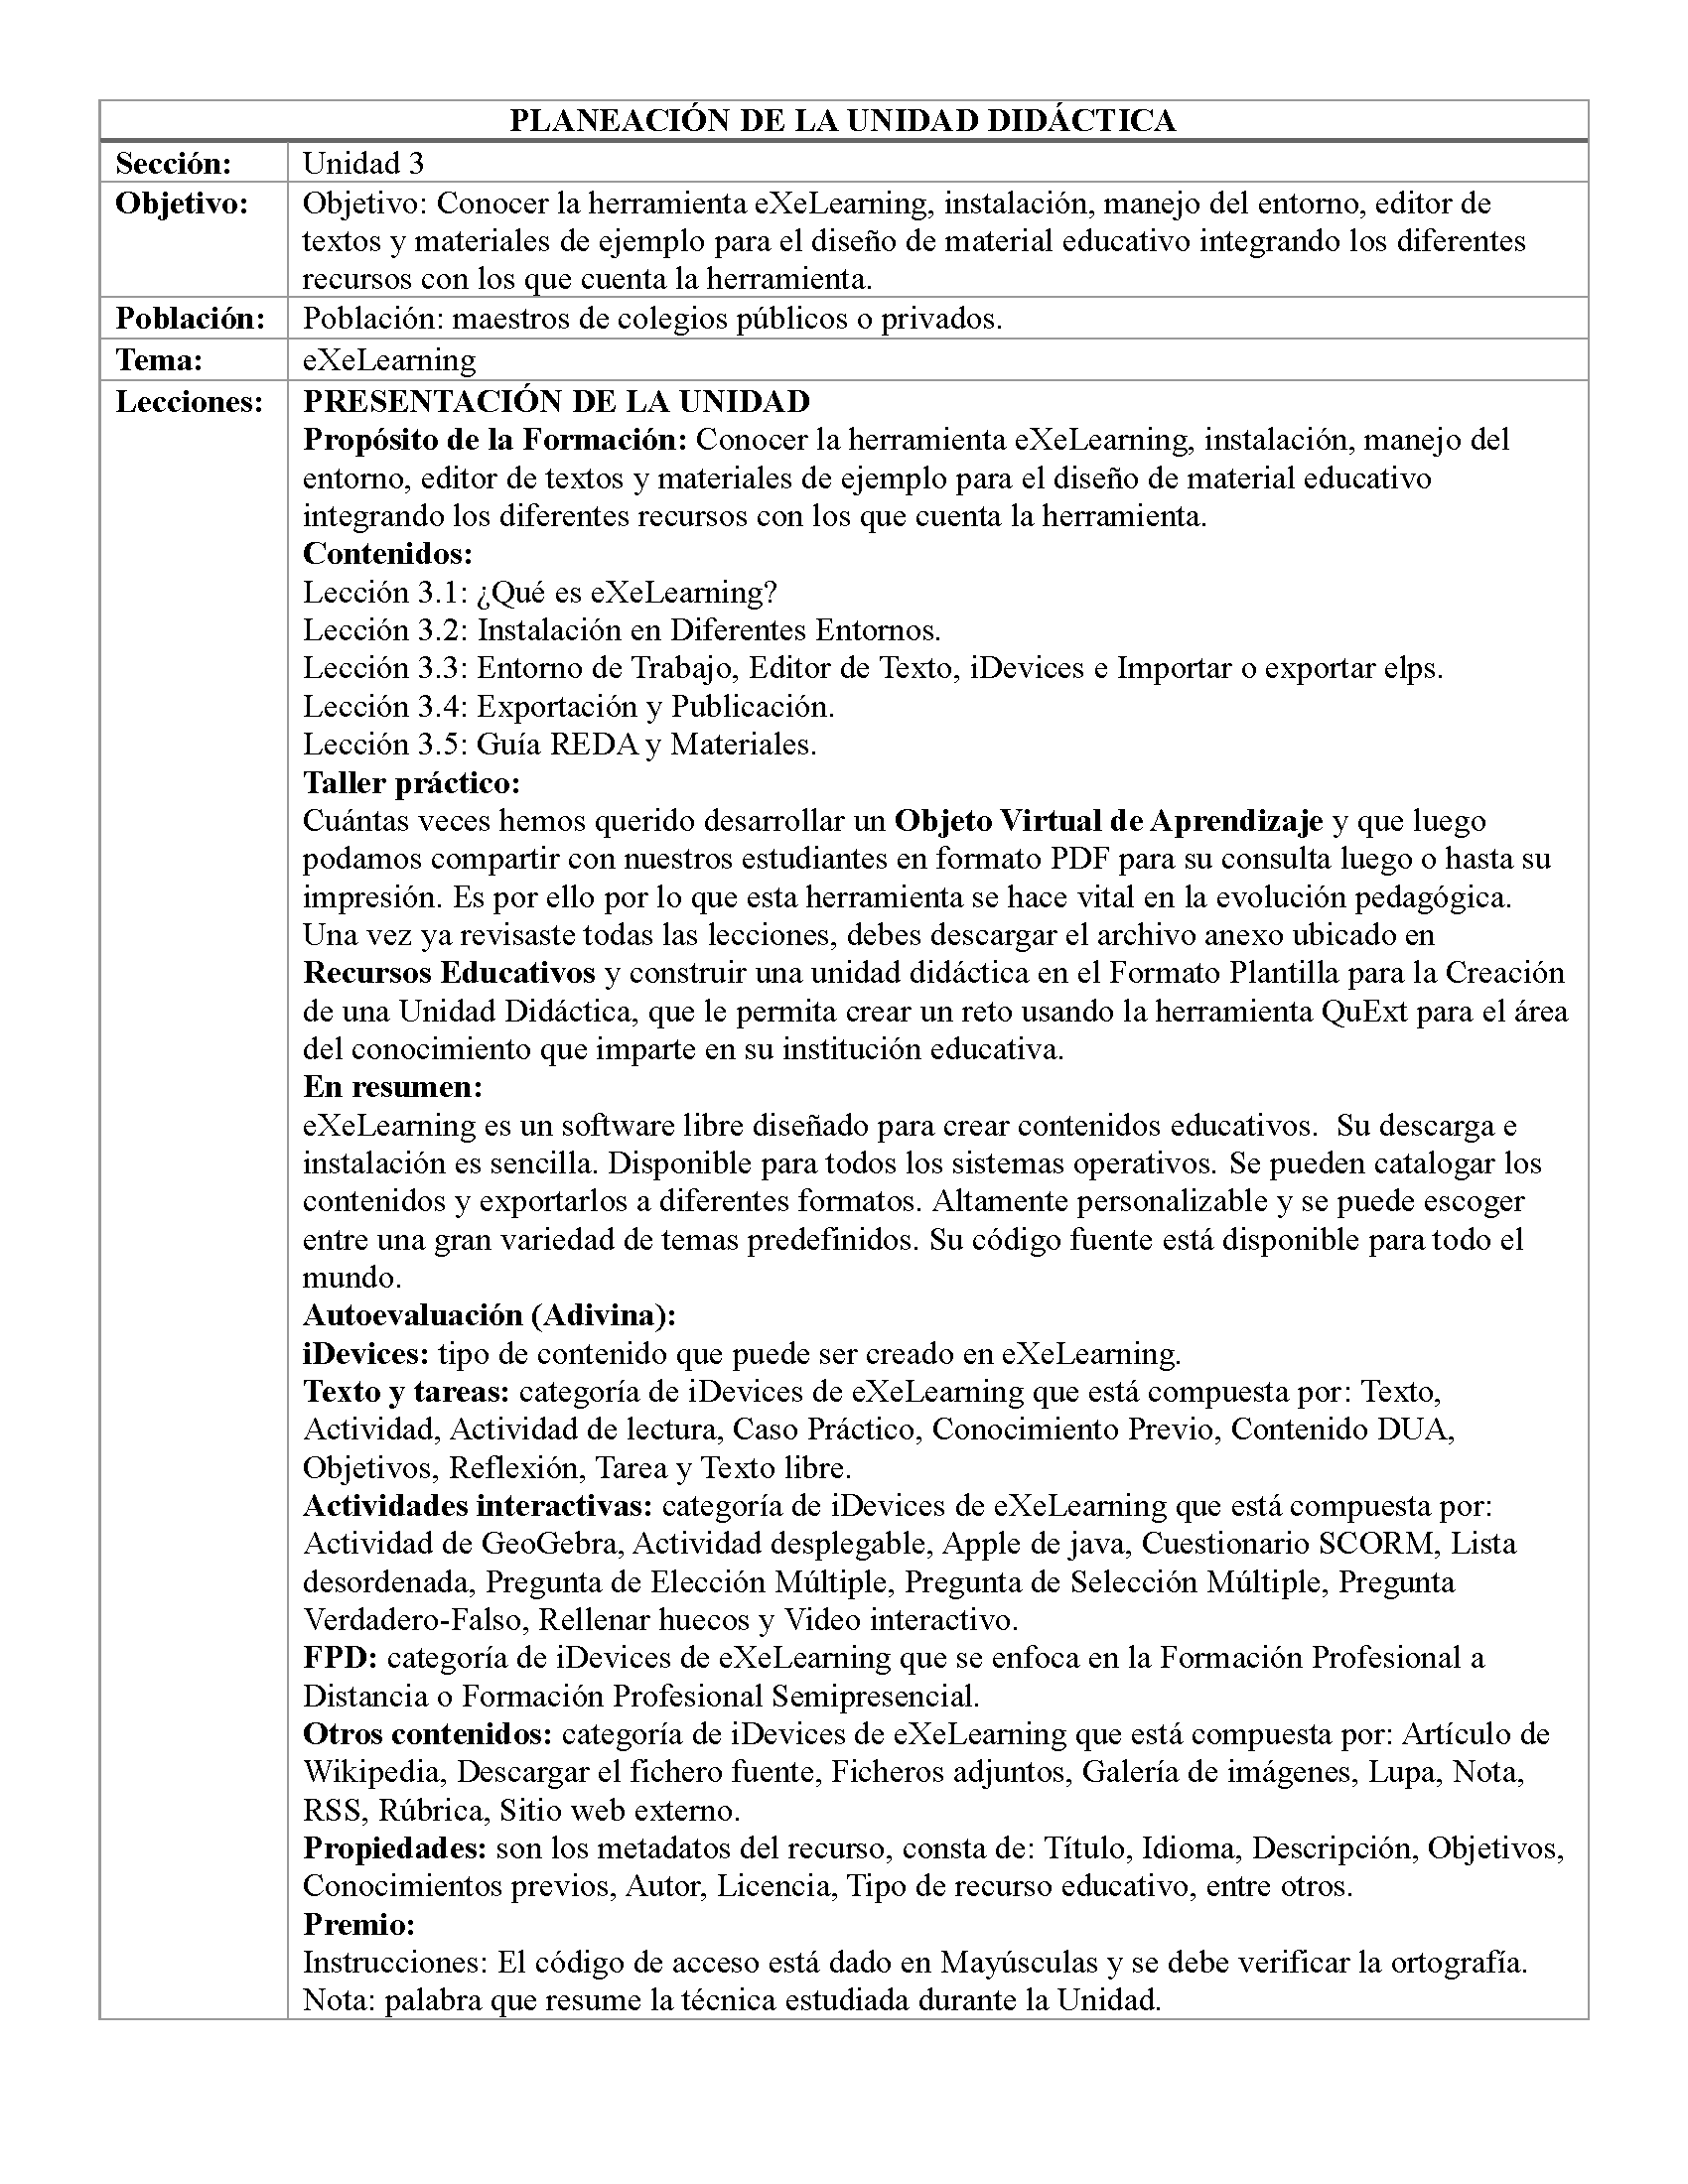 PLANEACIÓN DE LA UNIDAD DIDÁCTICA
Sección: Unidad 3
Objetivo: Objetivo: Conocer la herramienta eXeLearning, instalación, manejo del entorno, editor de
textos y materiales de ejemplo para el diseño de material educativo integrando los diferentes
recursos con los que cuenta la herramienta.
Población: Población: maestros de colegios públicos o privados.
Tema: eXeLearning
Lecciones: PRESENTACIÓN DE LA UNIDAD
Propósito de la Formación: Conocer la herramienta eXeLearning, instalación, manejo del
entorno, editor de textos y materiales de ejemplo para el diseño de material educativo
integrando los diferentes recursos con los que cuenta la herramienta.
Contenidos:
Lección 3.1: ¿Qué es eXeLearning?
Lección 3.2: Instalación en Diferentes Entornos.
Lección 3.3: Entorno de Trabajo, Editor de Texto, iDevices e Importar o exportar elps.
Lección 3.4: Exportación y Publicación.
Lección 3.5: Guía REDA y Materiales.
Taller práctico:
Cuántas veces hemos querido desarrollar un Objeto Virtual de Aprendizaje y que luego
podamos compartir con nuestros estudiantes en formato PDF para su consulta luego o hasta su
impresión. Es por ello por lo que esta herramienta se hace vital en la evolución pedagógica.
Una vez ya revisaste todas las lecciones, debes descargar el archivo anexo ubicado en
Recursos Educativos y construir una unidad didáctica en el Formato Plantilla para la Creación
de una Unidad Didáctica, que le permita crear un reto usando la herramienta QuExt para el área
del conocimiento que imparte en su institución educativa.
En resumen:
eXeLearning es un software libre diseñado para crear contenidos educativos.  Su descarga e
instalación es sencilla. Disponible para todos los sistemas operativos. Se pueden catalogar los
contenidos y exportarlos a diferentes formatos. Altamente personalizable y se puede escoger
entre una gran variedad de temas predefinidos. Su código fuente está disponible para todo el
mundo.
Autoevaluación (Adivina):
iDevices: tipo de contenido que puede ser creado en eXeLearning.
Texto y tareas: categoría de iDevices de eXeLearning que está compuesta por: Texto,
Actividad, Actividad de lectura, Caso Práctico, Conocimiento Previo, Contenido DUA,
Objetivos, Reflexión, Tarea y Texto libre.
Actividades interactivas: categoría de iDevices de eXeLearning que está compuesta por:
Actividad de GeoGebra, Actividad desplegable, Apple de java, Cuestionario SCORM, Lista
desordenada, Pregunta de Elección Múltiple, Pregunta de Selección Múltiple, Pregunta
Verdadero-Falso, Rellenar huecos y Video interactivo.
FPD: categoría de iDevices de eXeLearning que se enfoca en la Formación Profesional a
Distancia o Formación Profesional Semipresencial.
Otros contenidos: categoría de iDevices de eXeLearning que está compuesta por: Artículo de
Wikipedia, Descargar el fichero fuente, Ficheros adjuntos, Galería de imágenes, Lupa, Nota,
RSS, Rúbrica, Sitio web externo.
Propiedades: son los metadatos del recurso, consta de: Título, Idioma, Descripción, Objetivos,
Conocimientos previos, Autor, Licencia, Tipo de recurso educativo, entre otros.
Premio:
Instrucciones: El código de acceso está dado en Mayúsculas y se debe verificar la ortografía.
Nota: palabra que resume la técnica estudiada durante la Unidad.